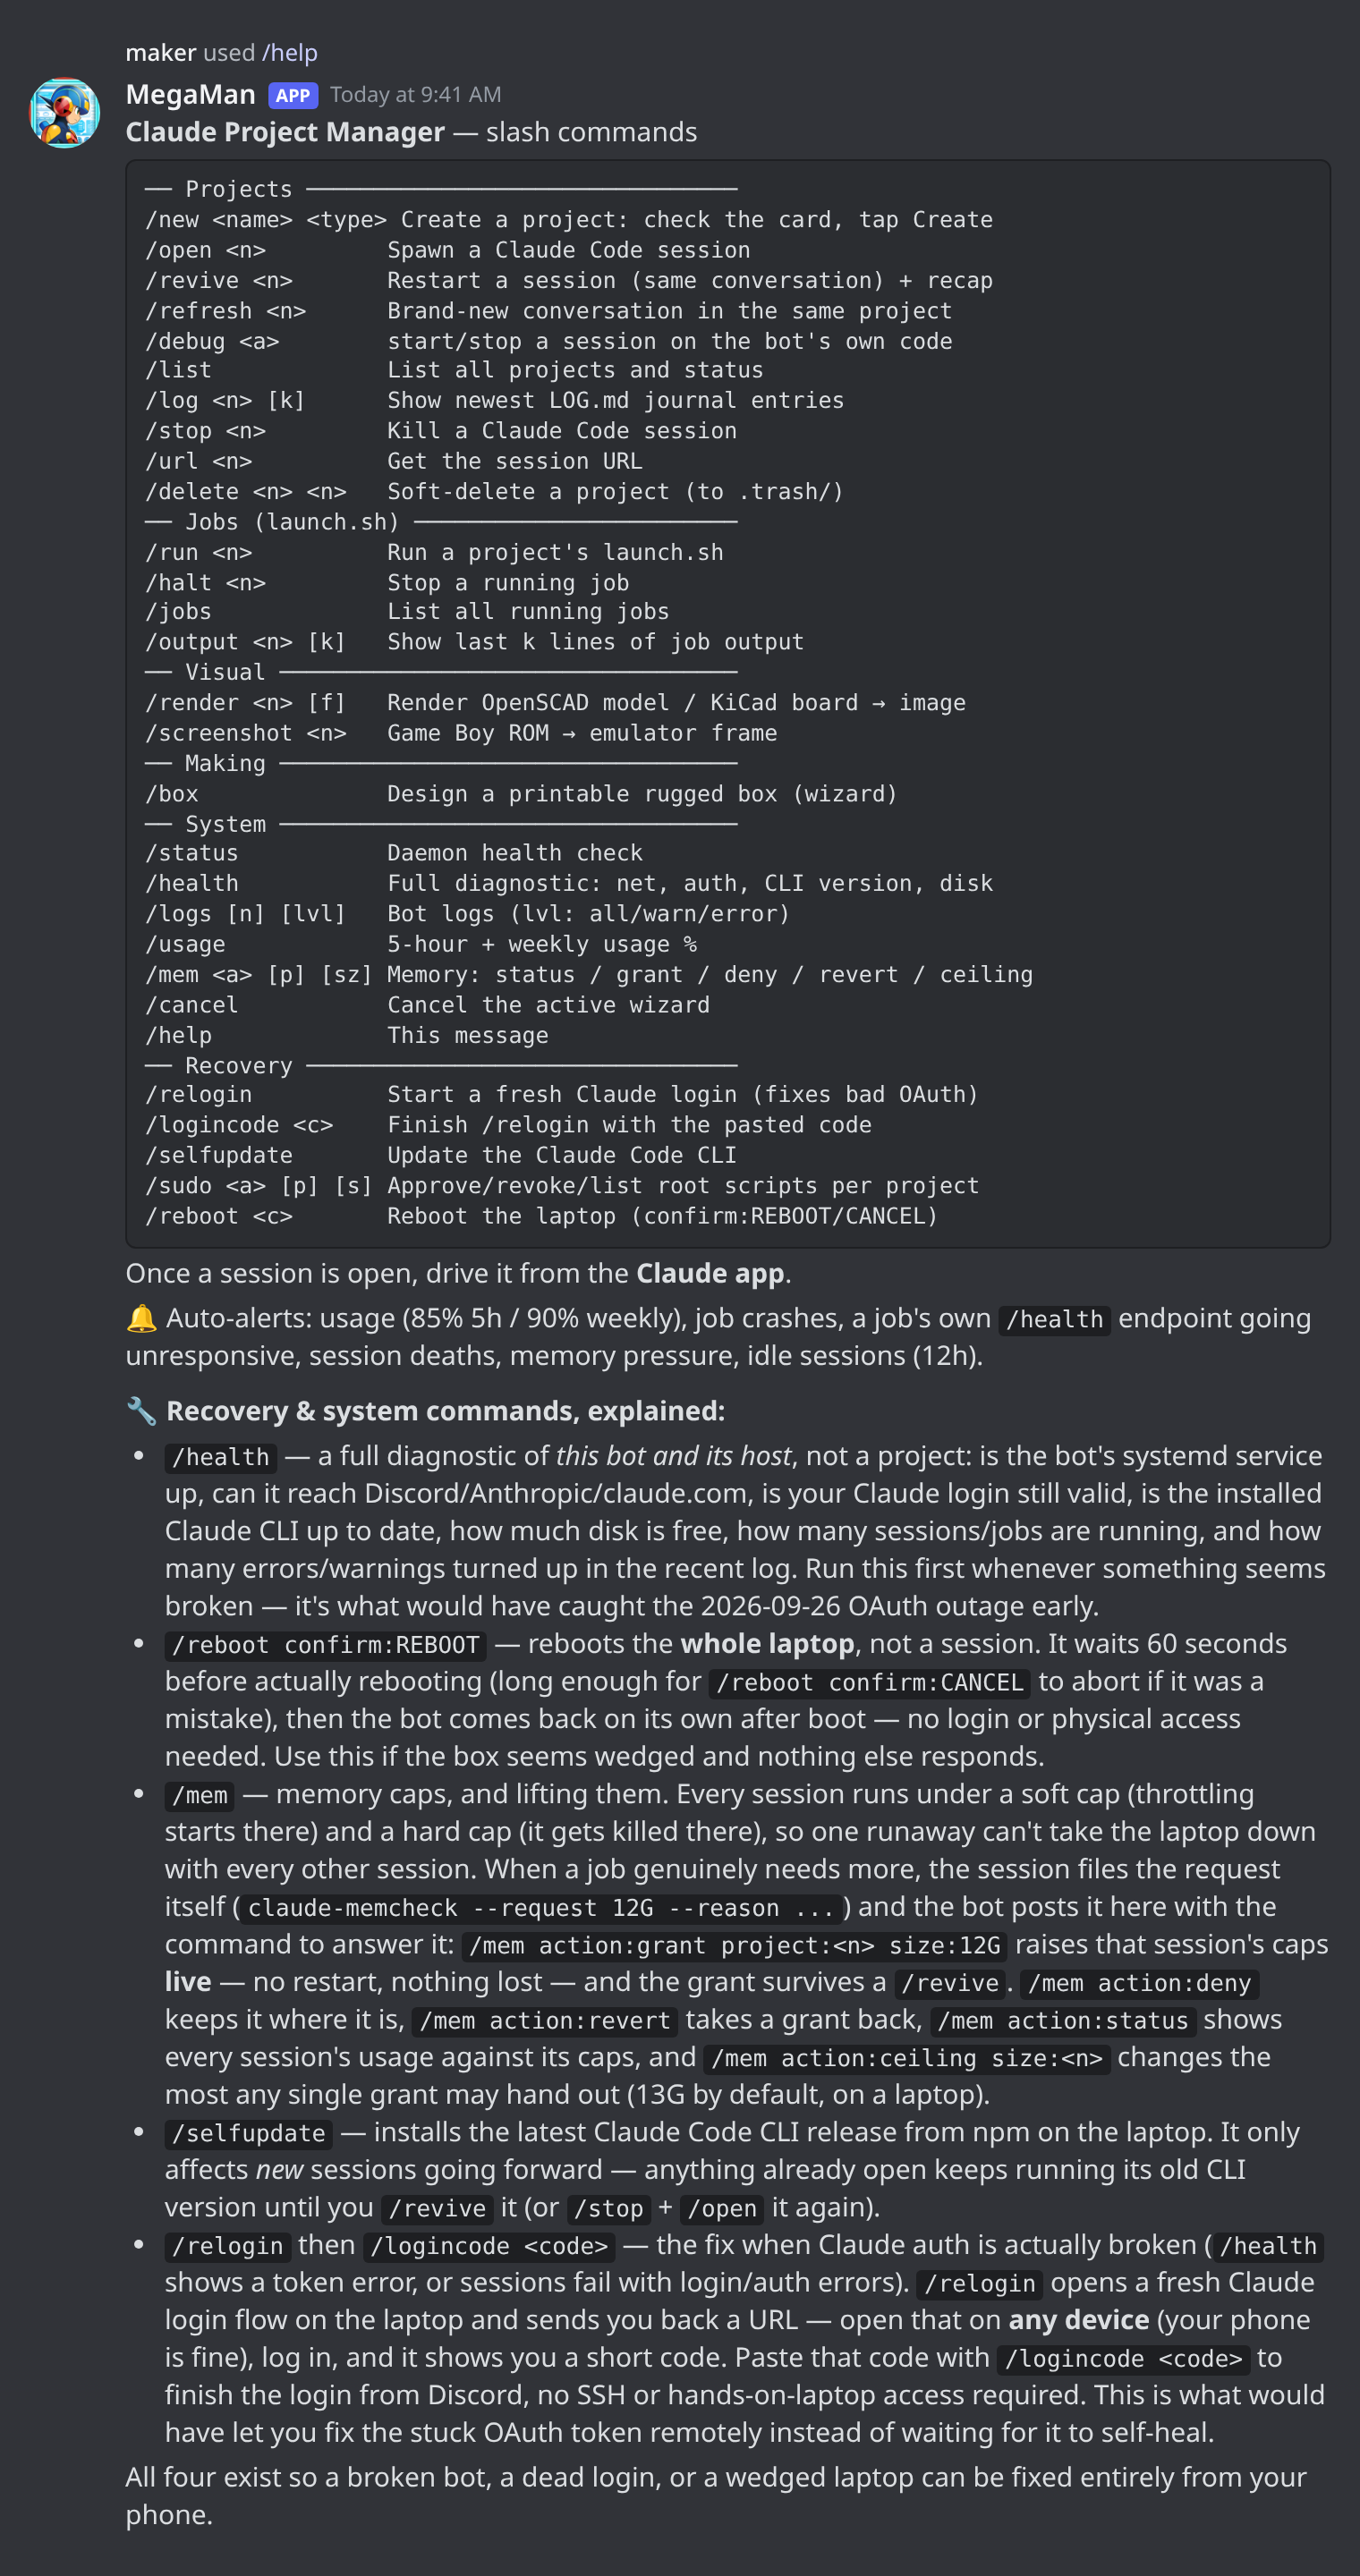 maker used /help
MegaMan APP Today at 9:41 AM
Claude Project Manager — slash commands
── Projects ────────────────────────────────
/new <name> <type> Create a project: check the card, tap Create
/open <n>         Spawn a Claude Code session
/revive <n>       Restart a session (same conversation) + recap
/refresh <n>      Brand-new conversation in the same project
/debug <a>        start/stop a session on the bot's own code
/list             List all projects and status
/log <n> [k]      Show newest LOG.md journal entries
/stop <n>         Kill a Claude Code session
/url <n>          Get the session URL
/delete <n> <n>   Soft-delete a project (to .trash/)
── Jobs (launch.sh) ────────────────────────
/run <n>          Run a project's launch.sh
/halt <n>         Stop a running job
/jobs             List all running jobs
/output <n> [k]   Show last k lines of job output
── Visual ──────────────────────────────────
/render <n> [f]   Render OpenSCAD model / KiCad board → image
/screenshot <n>   Game Boy ROM → emulator frame
── Making ──────────────────────────────────
/box              Design a printable rugged box (wizard)
── System ──────────────────────────────────
/status           Daemon health check
/health           Full diagnostic: net, auth, CLI version, disk
/logs [n] [lvl]   Bot logs (lvl: all/warn/error)
/usage            5-hour + weekly usage %
/mem <a> [p] [sz] Memory: status / grant / deny / revert / ceiling
/cancel           Cancel the active wizard
/help             This message
── Recovery ────────────────────────────────
/relogin          Start a fresh Claude login (fixes bad OAuth)
/logincode <c>    Finish /relogin with the pasted code
/selfupdate       Update the Claude Code CLI
/sudo <a> [p] [s] Approve/revoke/list root scripts per project
/reboot <c>       Reboot the laptop (confirm:REBOOT/CANCEL)
Once a session is open, drive it from the Claude app.
🔔 Auto-alerts: usage (85% 5h / 90% weekly), job crashes, a job's own /health endpoint going
unresponsive, session deaths, memory pressure, idle sessions (12h).
🔧 Recovery & system commands, explained:
• /health — a full diagnostic of this bot and its host, not a project: is the bot's systemd service
up, can it reach Discord/Anthropic/claude.com, is your Claude login still valid, is the installed
Claude CLI up to date, how much disk is free, how many sessions/jobs are running, and how
many errors/warnings turned up in the recent log. Run this first whenever something seems
broken — it's what would have caught the 2026-09-26 OAuth outage early.
• /reboot confirm:REBOOT — reboots the whole laptop, not a session. It waits 60 seconds
before actually rebooting (long enough for /reboot confirm:CANCEL to abort if it was a
mistake), then the bot comes back on its own after boot — no login or physical access
needed. Use this if the box seems wedged and nothing else responds.
• /mem — memory caps, and lifting them. Every session runs under a soft cap (throttling
starts there) and a hard cap (it gets killed there), so one runaway can't take the laptop down
with every other session. When a job genuinely needs more, the session files the request
itself (claude-memcheck --request 12G --reason ...) and the bot posts it here with the
command to answer it: /mem action:grant project:<n> size:12G raises that session's caps
live — no restart, nothing lost — and the grant survives a /revive. /mem action:deny
keeps it where it is, /mem action:revert takes a grant back, /mem action:status shows
every session's usage against its caps, and /mem action:ceiling size:<n> changes the
most any single grant may hand out (13G by default, on a laptop).
• /selfupdate — installs the latest Claude Code CLI release from npm on the laptop. It only
affects new sessions going forward — anything already open keeps running its old CLI
version until you /revive it (or /stop + /open it again).
• /relogin then /logincode <code> — the fix when Claude auth is actually broken (/health
shows a token error, or sessions fail with login/auth errors). /relogin opens a fresh Claude
login flow on the laptop and sends you back a URL — open that on any device (your phone
is fine), log in, and it shows you a short code. Paste that code with /logincode <code> to
finish the login from Discord, no SSH or hands-on-laptop access required. This is what would
have let you fix the stuck OAuth token remotely instead of waiting for it to self-heal.
All four exist so a broken bot, a dead login, or a wedged laptop can be fixed entirely from your
phone.